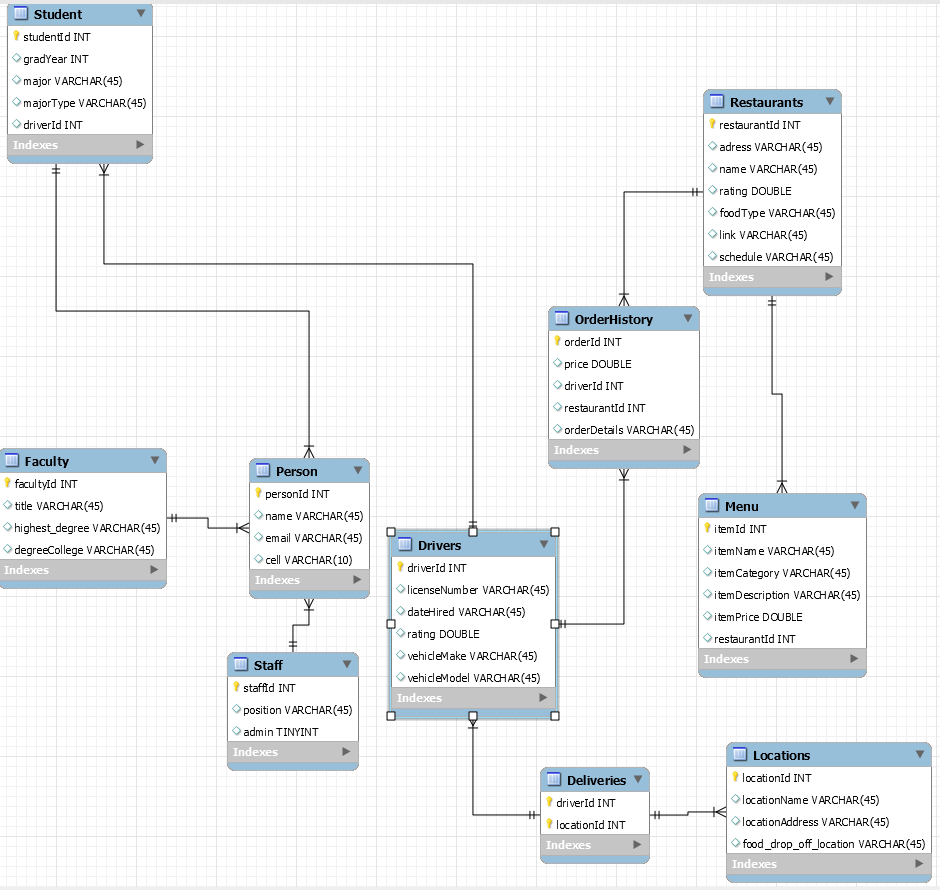 Student
studentId INT
gradYear INT
major VARCHAR(45)
majorType VARCHAR(45)
driverId INT
Indexes
Restaurants
restaurantId INT
adress VARCHAR(45)
name VARCHAR(45)
rating DOUBLE
foodType VARCHAR(45)
link VARCHAR(45)
schedule VARCHAR(45)
Indexes
OrderHistory
orderId INT
price DOUBLE
driverId INT
restaurantId INT
orderDetails VARCHAR(45)
Indexes
Faculty
facultyId INT
title VARCHAR(45)
highest_degree VARCHAR(45)
degreeCollege VARCHAR(45)
Indexes
Person
personId INT
name VARCHAR(45)
email VARCHAR(45)
cell VARCHAR(10)
Indexes
Menu
itemId INT
itemName VARCHAR(45)
itemCategory VARCHAR(45)
itemDescription VARCHAR(45)
itemPrice DOUBLE
restaurantId INT
Indexes
Drivers
driverId INT
licenseNumber VARCHAR(45)
dateHired VARCHAR(45)
rating DOUBLE
vehicleMake VARCHAR(45)
vehicleModel VARCHAR(45)
Indexes
Staff
staffId INT
position VARCHAR(45)
admin TINYINT
Indexes
Deliveries
driverId INT
locationId INT
Indexes
Locations
locationId INT
locationName VARCHAR(45)
locationAddress VARCHAR(45)
food_drop_off_location VARCHAR(45)
Indexes